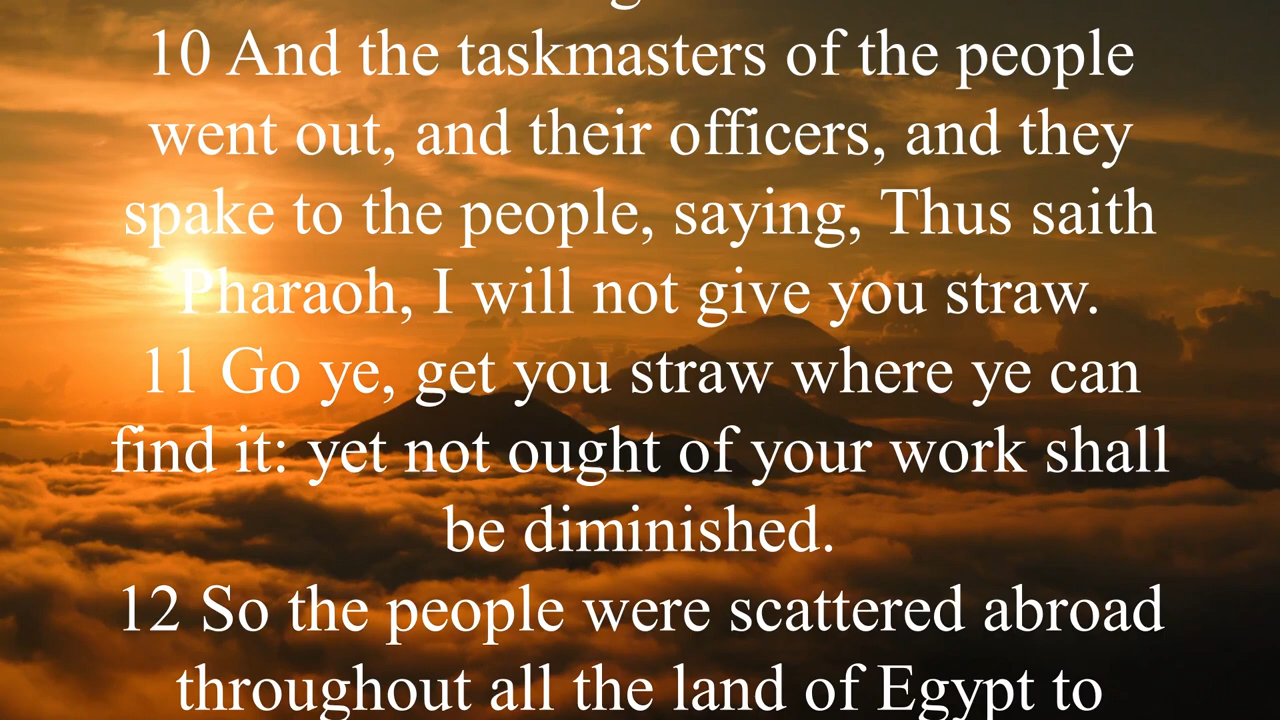 10 And the taskmasters of the people
went out, and their officers, and they
spake to the people, saying, Thus saith
Pharaoh, I will not give you straw.
11 Go ye, get you straw where ye can
find it: yet not ought of your work shall
be diminished.
12 So the people were scattered abroad
throughout all the land of Egypt to